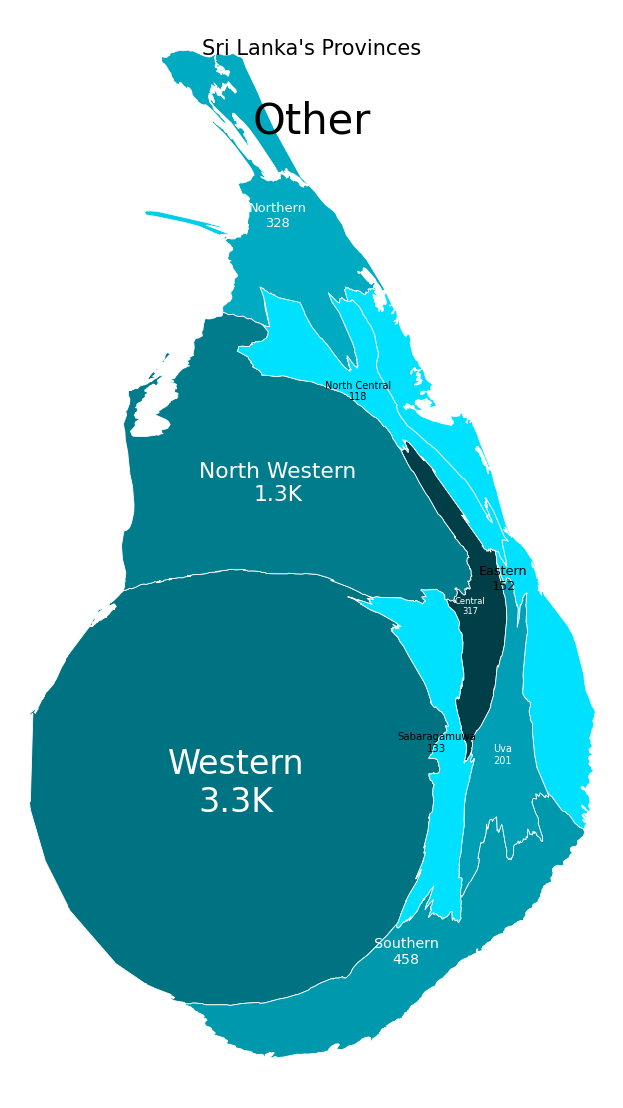 Sri Lanka's Provinces
Other
Northern
328
North Central
118
North Western
1.3K
Eastern
152
Central
317
Sabaragamuwa
133
Uva
201
Western
3.3K
Southern
458